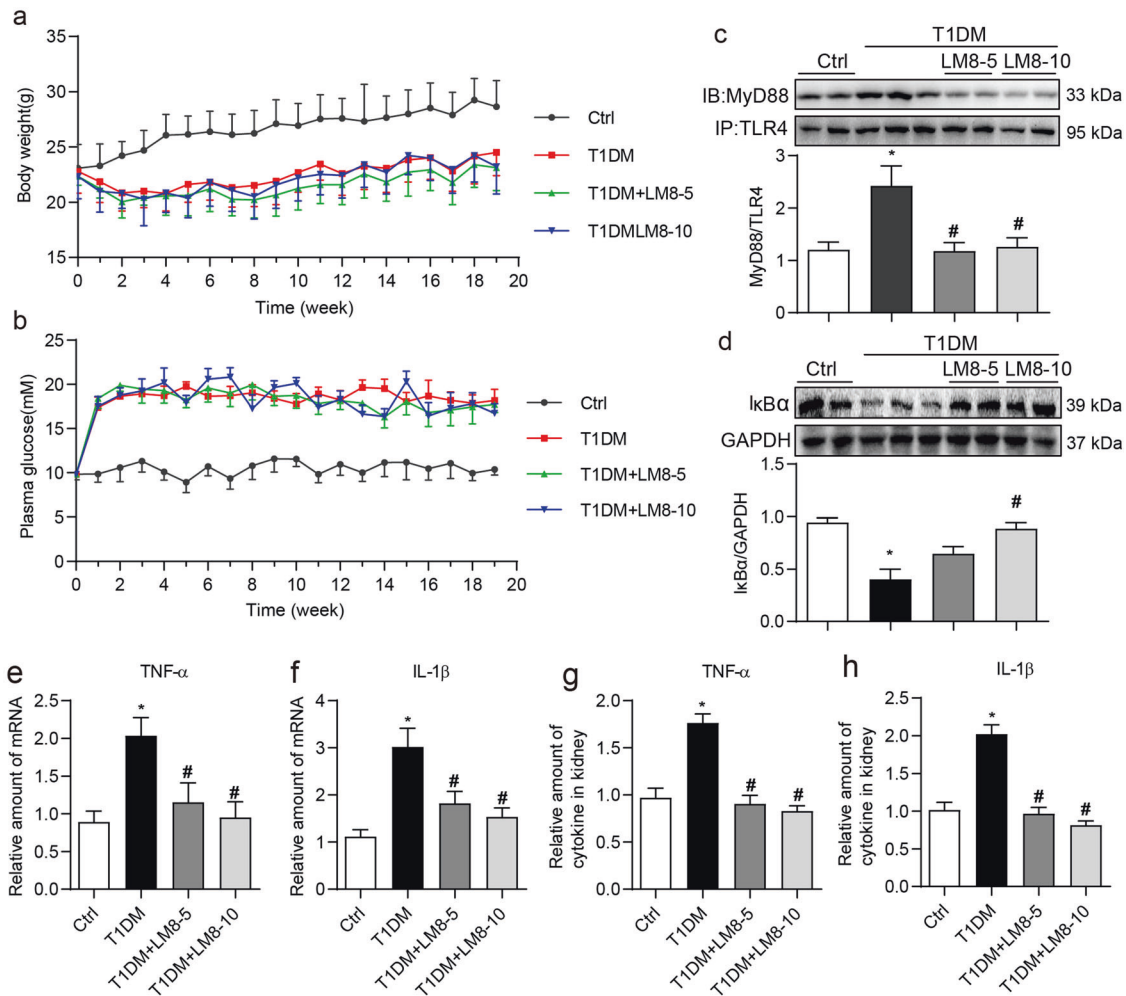 a
Body weight(g)
35
30
25
20
15
0 2 4 6 8 10 12 14 16 18 20
Time (week)
Ctrl
T1DM
T1DM+LM8-5
T1DMLM8-10
b
Plasma glucose(mM)
25
20
15
10
5
0
0 2 4 6 8 10 12 14 16 18 20
Time (week)
Ctrl
T1DM
T1DM+LM8-5
T1DM+LM8-10
c
T1DM
Ctrl LM8-5 LM8-10
IB:MyD88 33 kDa
IP:TLR4 95 kDa
MyD88/TLR4
3
2
1
0
*
#
#
d
T1DM
Ctrl LM8-5 LM8-10
IκBα 39 kDa
GAPDH 37 kDa
IκBα/GAPDH
1.5
1.0
0.5
0.0
*
#
e
TNF-α
Relative amount of mRNA
2.5
2.0
1.5
1.0
0.5
0.0
*
#
#
Ctrl
T1DM
T1DM+LM8-5
T1DM+LM8-10
f
IL-1β
Relative amount of mRNA
4
3
2
1
0
*
#
#
Ctrl
T1DM
T1DM+LM8-5
T1DM+LM8-10
g
TNF-α
Relative amount of
cytokine in kidney
2.0
1.5
1.0
0.5
0.0
*
#
#
Ctrl
T1DM
T1DM+LM8-5
T1DM+LM8-10
h
IL-1β
Relative amount of
cytokine in kidney
2.5
2.0
1.5
1.0
0.5
0.0
*
#
#
Ctrl
T1DM
T1DM+LM8-5
T1DM+LM8-10